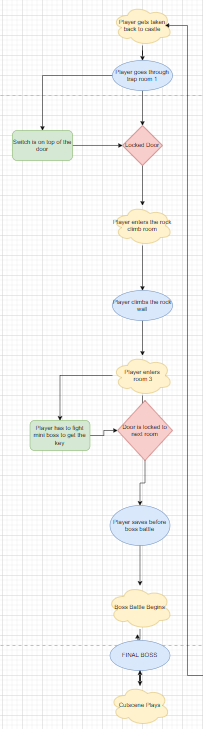 Player gets taken
back to castle
Player goes through
trap room 1
Switch is on top of the
door
Locked Door
Player enters the rock
climb room
Player climbs the rock
wall
Player enters
room 3
Player has to fight
mini boss to get the
key
Door is locked to
next room
Player saves before
boss battle
Boss Battle Begins
FINAL BOSS
Cutscene Plays